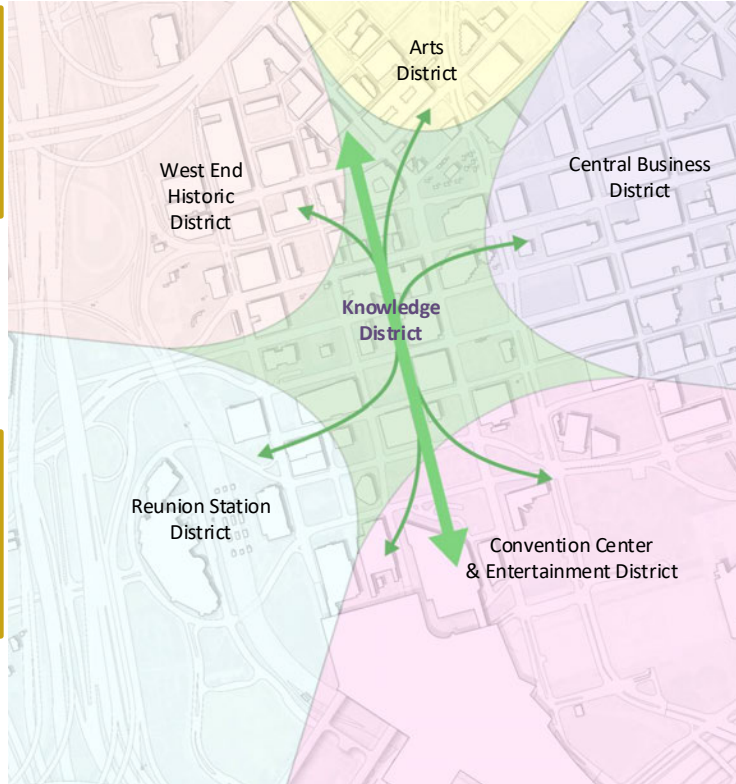 Arts
District
West End
Historic
District
Central Business
District
Knowledge
District
Reunion Station
District
Convention Center
& Entertainment District